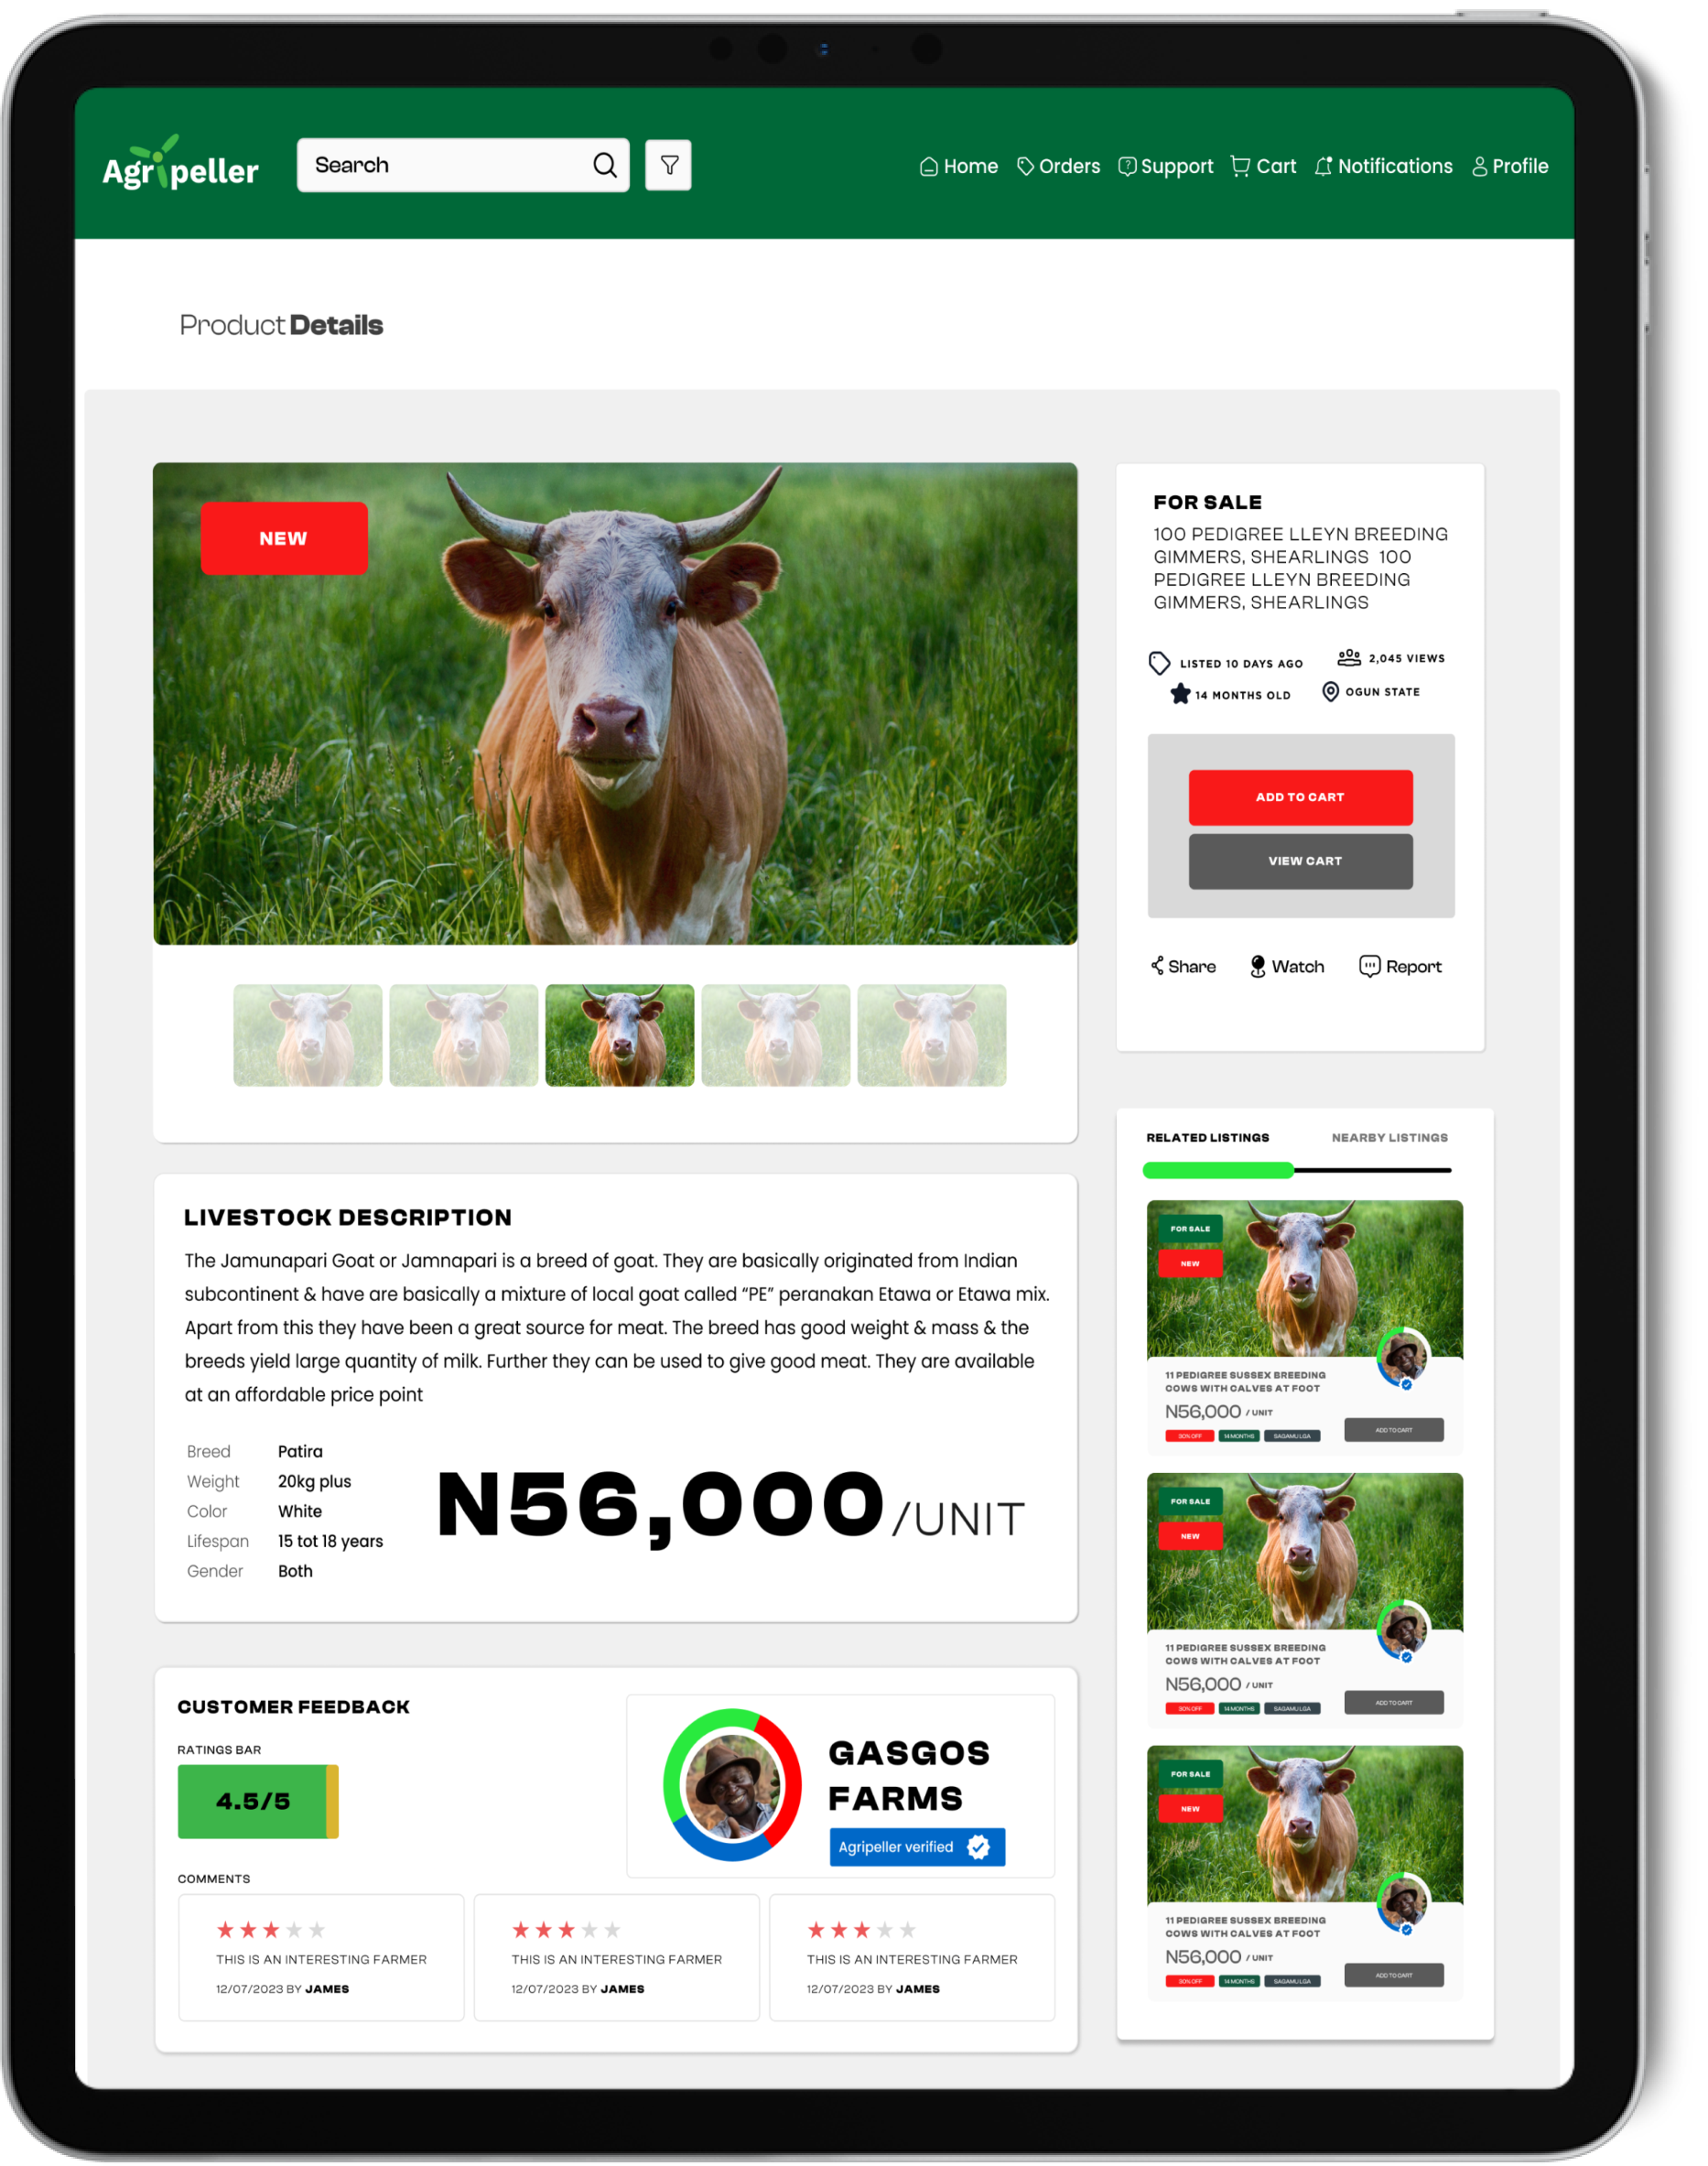 Agripeller
Search
Home
Orders
Support
Cart
Notifications
Profile
Product Details
NEW
FOR SALE
100 PEDIGREE LLEYN BREEDING
GIMMERS, SHEARLINGS 100
PEDIGREE LLEYN BREEDING
GIMMERS, SHEARLINGS
LISTED 10 DAYS AGO
2,045 VIEWS
14 MONTHS OLD
OGUN STATE
ADD TO CART
VIEW CART
Share
Watch
Report
LIVESTOCK DESCRIPTION
The Jamunapari Goat or Jamnapari is a breed of goat. They are basically originated from Indian
subcontinent & have are basically a mixture of local goat called “PE” peranakan Etawa or Etawa mix.
Apart from this they have been a great source for meat. The breed has good weight & mass & the
breeds yield large quantity of milk. Further they can be used to give good meat. They are available
at an affordable price point
Breed Patira
Weight 20kg plus
Color White
Lifespan 15 tot 18 years
Gender Both
N56,000/UNIT
CUSTOMER FEEDBACK
RATINGS BAR
4.5/5
GASGOS
FARMS
Agripeller verified
COMMENTS
THIS IS AN INTERESTING FARMER
12/07/2023 BY JAMES
THIS IS AN INTERESTING FARMER
12/07/2023 BY JAMES
THIS IS AN INTERESTING FARMER
12/07/2023 BY JAMES
RELATED LISTINGS
NEARBY LISTINGS
FOR SALE
NEW
11 PEDIGREE SUSSEX BREEDING
COWS WITH CALVES AT FOOT
N56,000 / UNIT
30% OFF
14 MONTHS
SAGAMU LGA
ADD TO CART
FOR SALE
NEW
11 PEDIGREE SUSSEX BREEDING
COWS WITH CALVES AT FOOT
N56,000 / UNIT
30% OFF
14 MONTHS
SAGAMU LGA
ADD TO CART
FOR SALE
NEW
11 PEDIGREE SUSSEX BREEDING
COWS WITH CALVES AT FOOT
N56,000 / UNIT
30% OFF
14 MONTHS
SAGAMU LGA
ADD TO CART